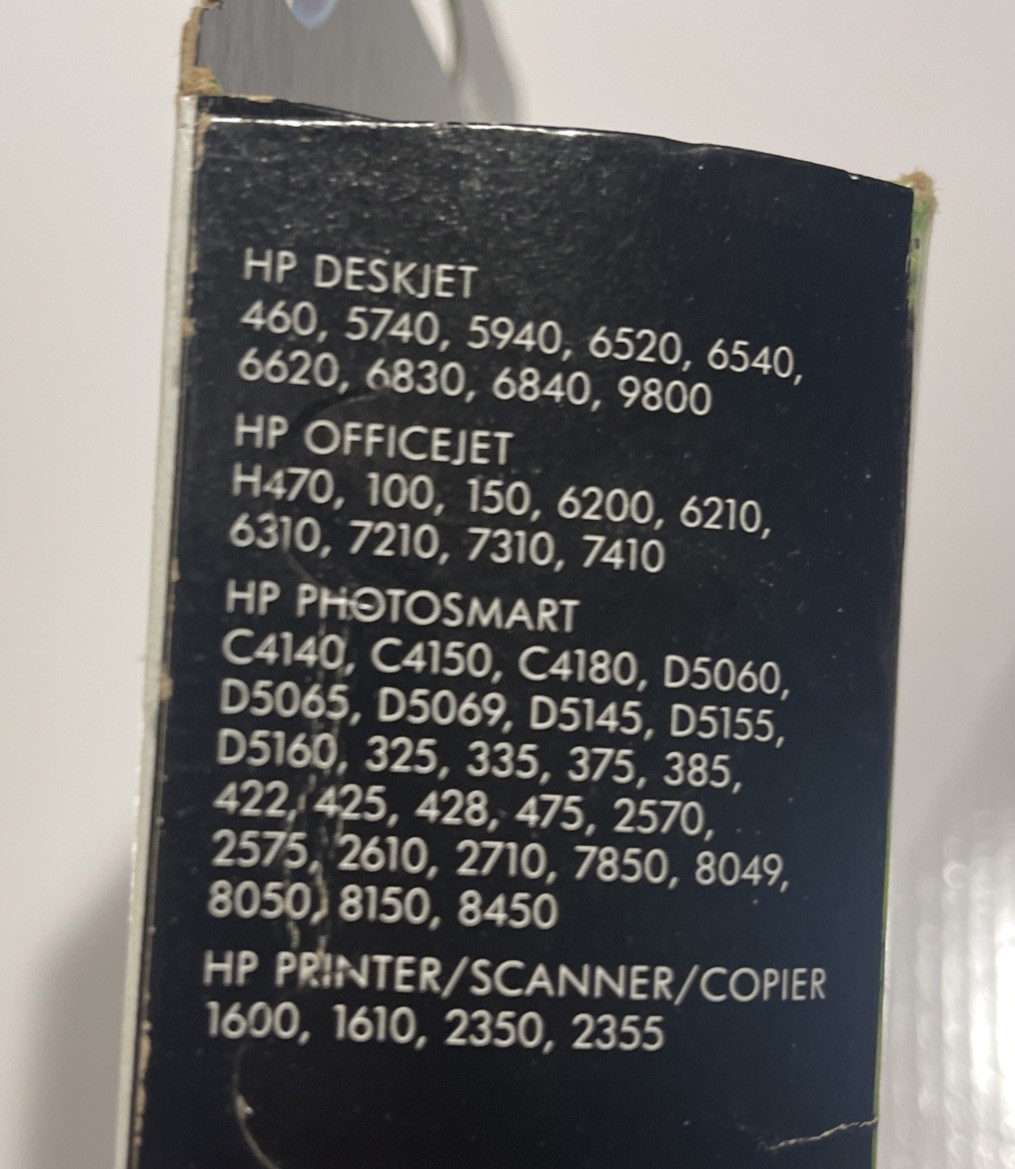 HP DESKJET
460, 5740, 5940, 6520, 6540,
6620, 6830, 6840, 9800
HP OFFICEJET
H470, 100, 150, 6200, 6210,
6310, 7210, 7310, 7410
HP PHOTOSMART
C4140, C4150, C4180, D5060,
D5065, D5069, D5145, D5155,
D5160, 325, 335, 375, 385,
422, 425, 428, 475, 2570,
2575, 2610, 2710, 7850, 8049,
8050, 8150, 8450
HP PRINTER/SCANNER/COPIER
1600, 1610, 2350, 2355